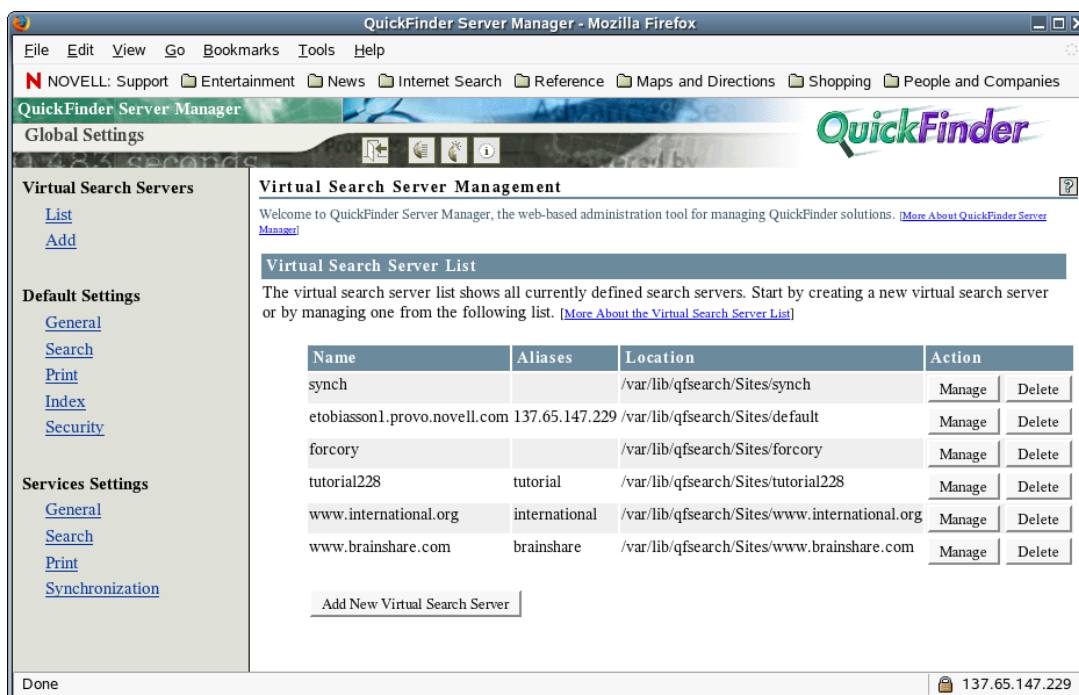 QuickFinder Server Manager - Mozilla Firefox
File Edit View Go Bookmarks Tools Help
NOVELL: Support Entertainment News Internet Search Reference Maps and Directions Shopping People and Companies
QuickFinder Server Manager
Advanced Se
Global Settings
QuickFinder
0.483 seconds
Powered by
Virtual Search Servers
List
Add
Default Settings
General
Search
Print
Index
Security
Services Settings
General
Search
Print
Synchronization
Virtual Search Server Management
?
Welcome to QuickFinder Server Manager, the web-based administration tool for managing QuickFinder solutions. [More About QuickFinder Server
Manager]
Virtual Search Server List
The virtual search server list shows all currently defined search servers. Start by creating a new virtual search server
or by managing one from the following list. [More About the Virtual Search Server List]
Name Aliases Location Action
synch /var/lib/qfsearch/Sites/synch Manage Delete
etobiasson1.provo.novell.com 137.65.147.229 /var/lib/qfsearch/Sites/default Manage Delete
forcory /var/lib/qfsearch/Sites/forcory Manage Delete
tutorial228 tutorial /var/lib/qfsearch/Sites/tutorial228 Manage Delete
www.international.org international /var/lib/qfsearch/Sites/www.international.org Manage Delete
www.brainshare.com brainshare /var/lib/qfsearch/Sites/www.brainshare.com Manage Delete
Add New Virtual Search Server
Done 137.65.147.229